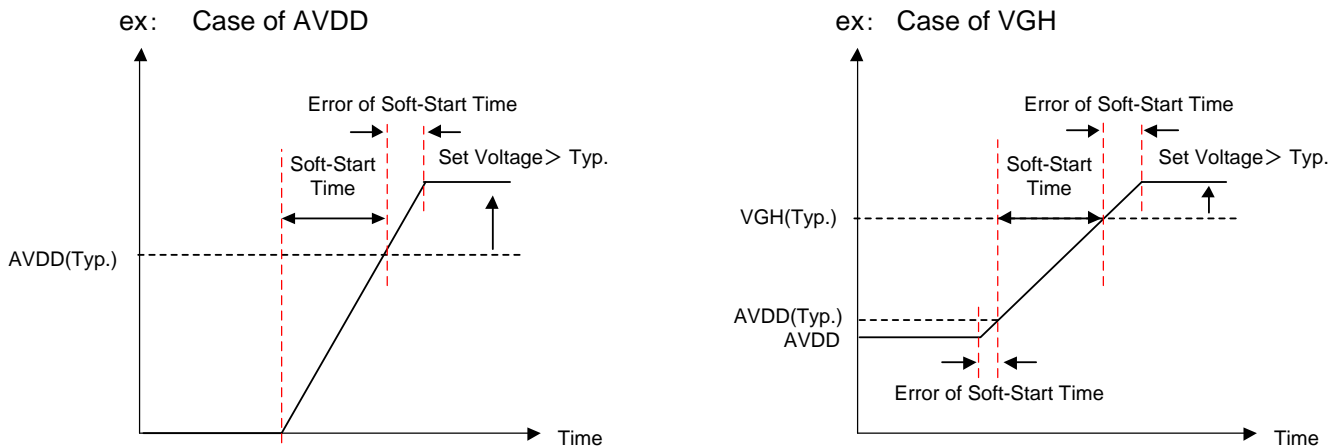 ex:   Case of AVDD
Error of Soft-Start Time
Soft-Start
Time
Set Voltage＞ Typ.
AVDD(Typ.)
Time
ex:   Case of VGH
Error of Soft-Start Time
Soft-Start
Time
Set Voltage＞ Typ.
VGH(Typ.)
AVDD(Typ.)
AVDD
Error of Soft-Start Time
Time